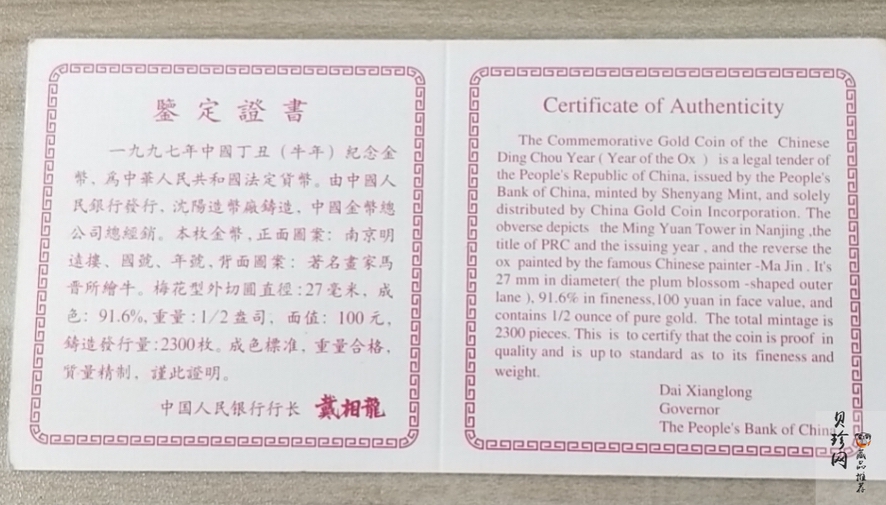 鑒定證書
一九九七年中國丁丑（牛年）紀念金
幣，爲中華人民共和國法定貨幣。由中國人
民銀行發行，沈陽造幣廠鑄造，中國金幣總
公司總經銷。本枚金幣，正面圖案：南京明
遠樓、國號、年號，背面圖案：著名畫家馬
晋所繪牛。梅花型外切圓直徑：27毫米，成
色：91.6%，重量：1/2盎司，面值：100元，
鑄造發行量：2300枚。成色標准，重量合格，
質量精制，謹此證明。
中国人民银行行长 戴相龍
Certificate of Authenticity
The Commemorative Gold Coin of the Chinese
Ding Chou Year ( Year of the Ox ) is a legal tender of
the People's Republic of China, issued by the People's
Bank of China, minted by Shenyang Mint, and solely
distributed by China Gold Coin Incorporation. The
obverse depicts the Ming Yuan Tower in Nanjing ,the
title of PRC and the issuing year , and the reverse the
ox painted by the famous Chinese painter -Ma Jin . It's
27 mm in diameter( the plum blossom -shaped outer
lane ), 91.6% in fineness,100 yuan in face value, and
contains 1/2 ounce of pure gold. The total mintage is
2300 pieces. This is to certify that the coin is proof in
quality and is up to standard as to its fineness and
weight.
Dai Xianglong
Governor
The People's Bank of China
贝珍网
藏品推荐